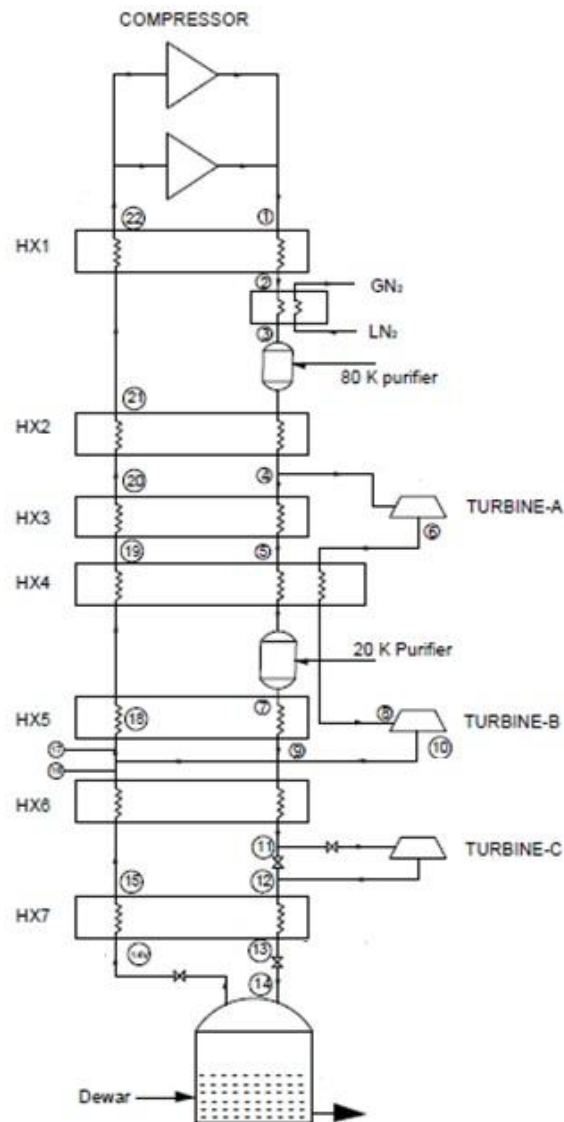 COMPRESSOR
22
1
HX1
2
GN₂
3
LN₂
80 K purifier
21
HX2
20
4
TURBINE-A
HX3
6
19
5
HX4
20 K Purifier
HX5
18
7
8
TURBINE-B
17
9
10
HX6
11
TURBINE-C
15
12
HX7
14v
13
14
Dewar